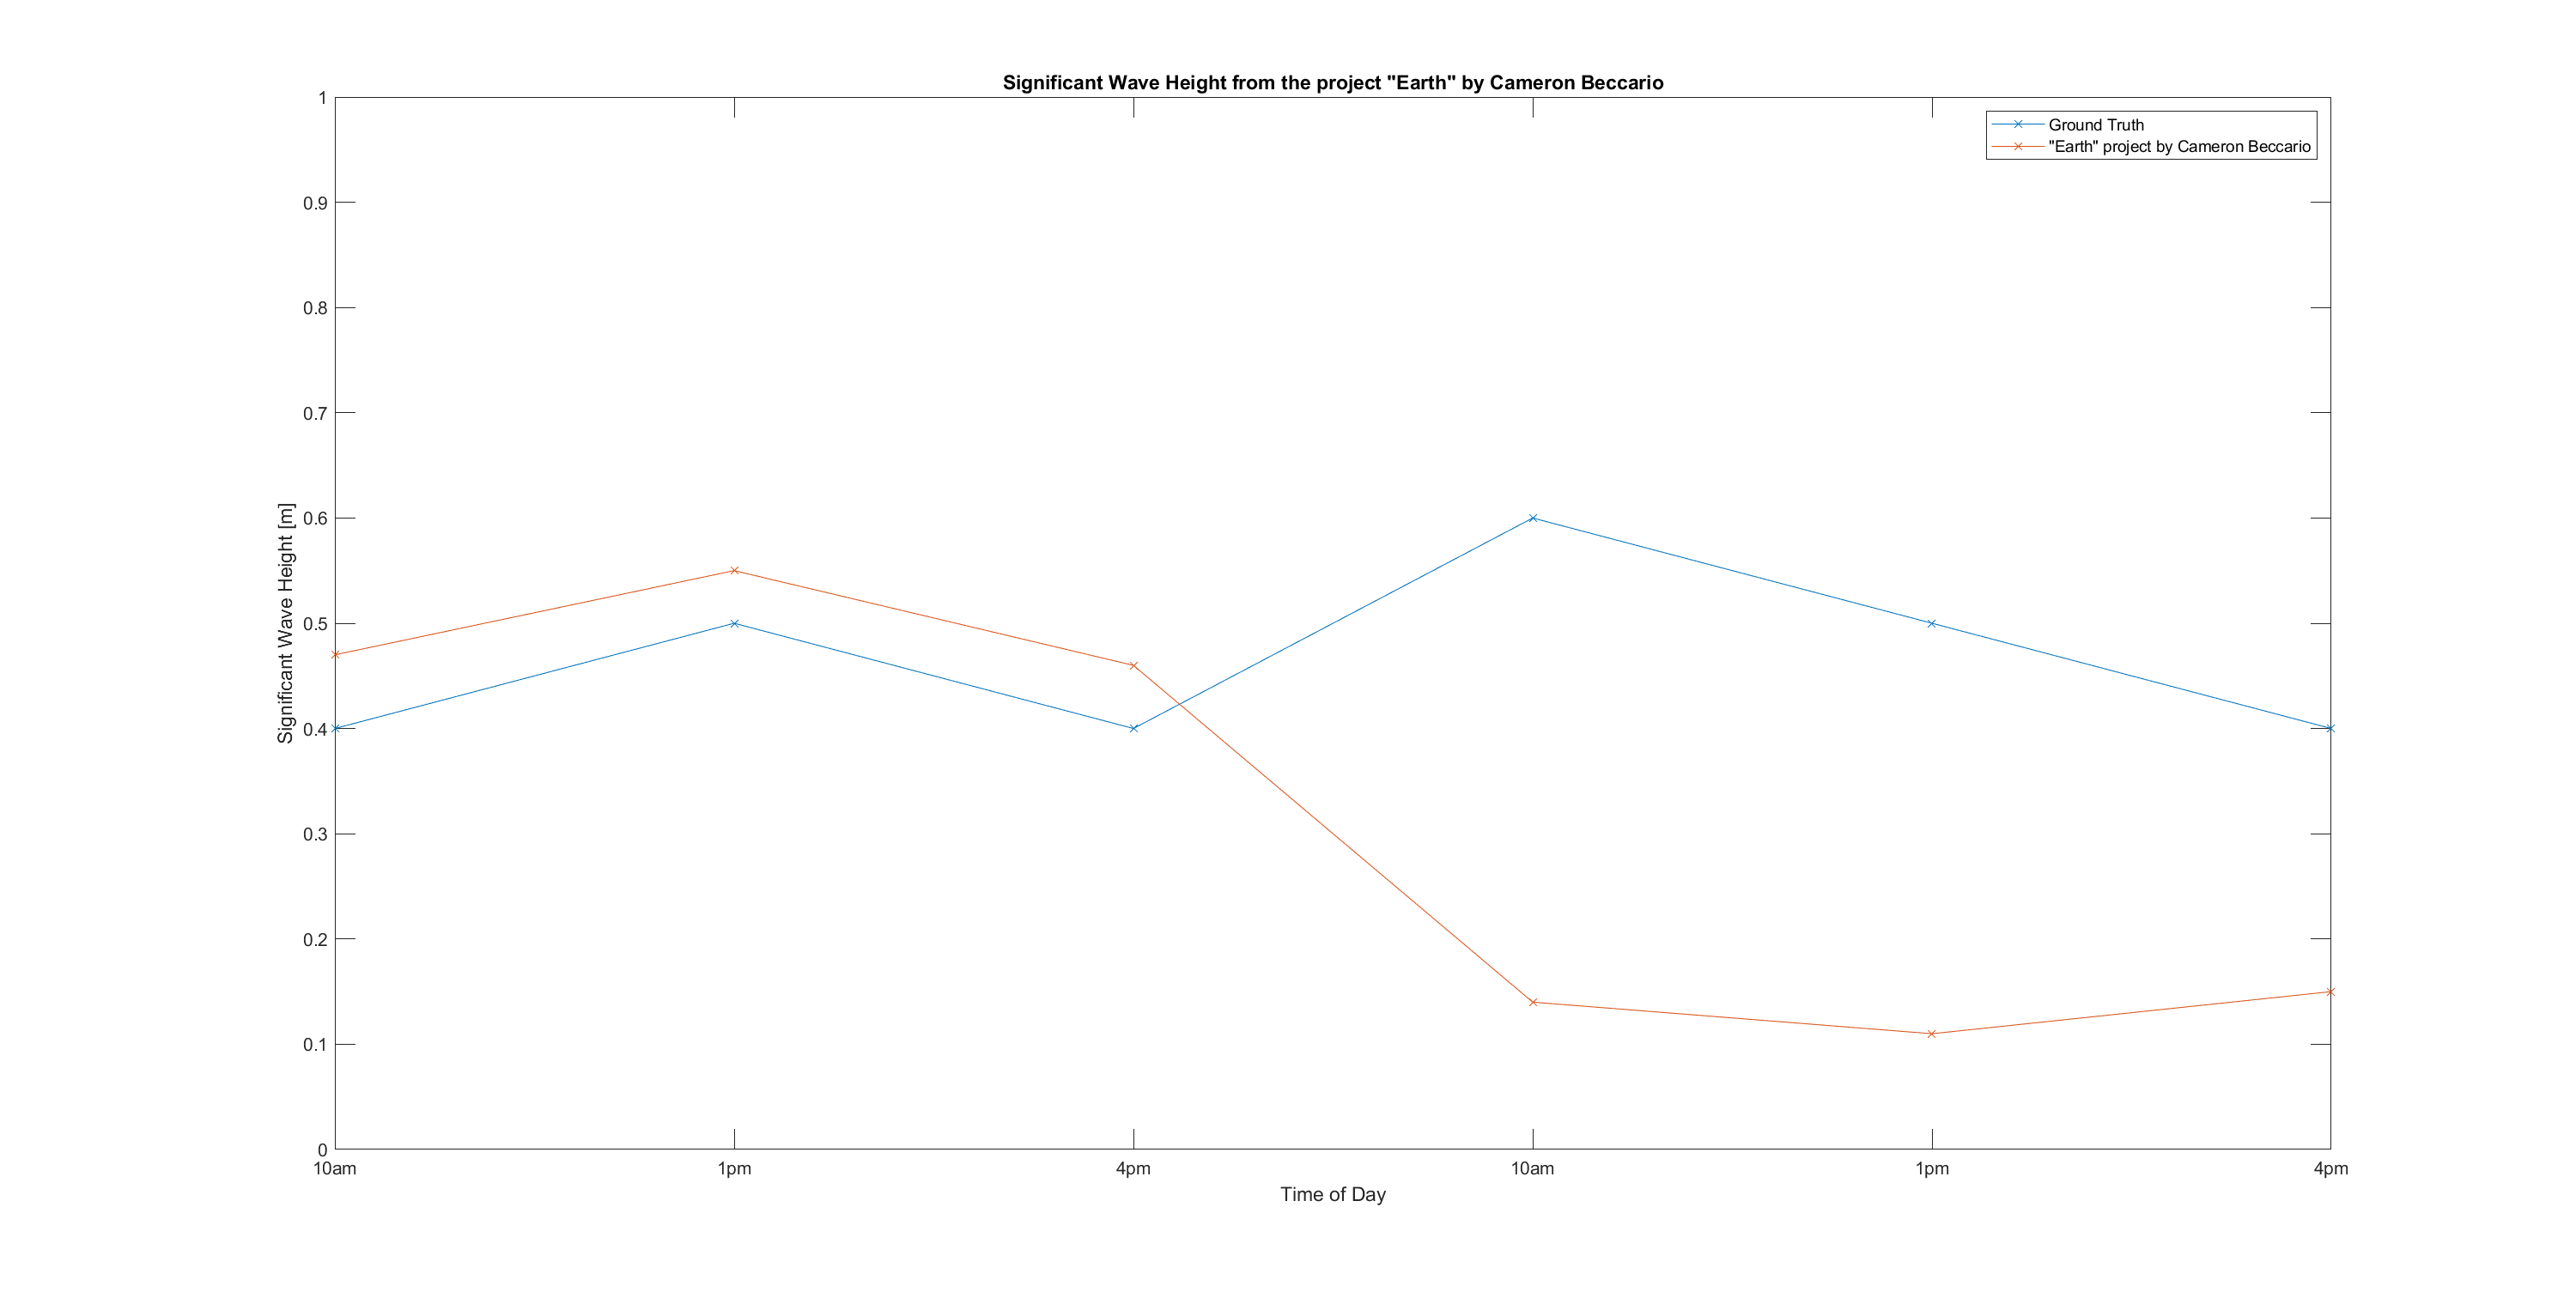 Significant Wave Height from the project "Earth" by Cameron Beccario
Ground Truth
"Earth" project by Cameron Beccario
Significant Wave Height [m]
1
0.9
0.8
0.7
0.6
0.5
0.4
0.3
0.2
0.1
0
10am 1pm 4pm 10am 1pm 4pm
Time of Day